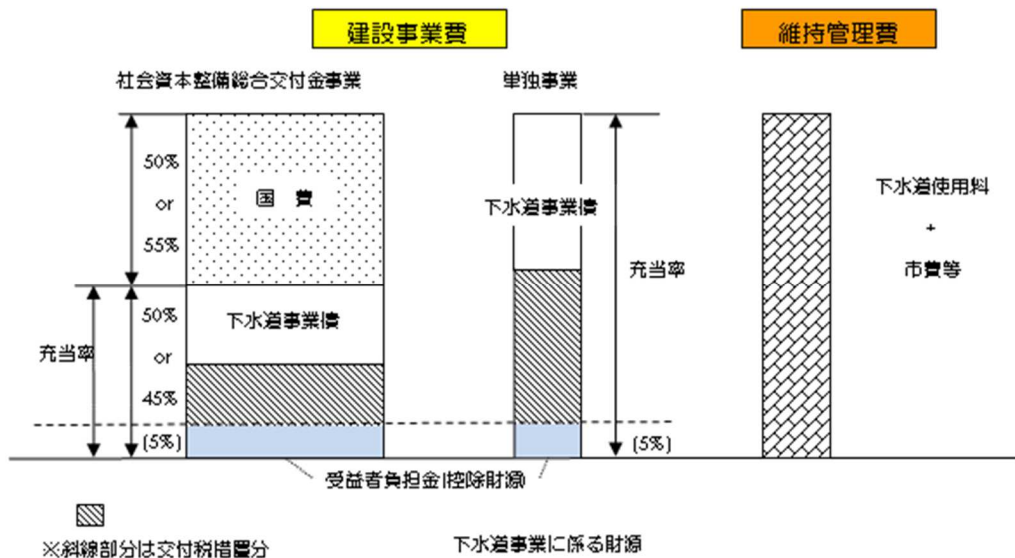 建設事業費
維持管理費
社会資本整備総合交付金事業
単独事業
50%
or
55%
国 費
下水道事業債
充当率
下水道使用料
+
市費等
充当率
50%
or
45%
(5%)
下水道事業債
(5%)
受益者負担金(控除財源)
※斜線部分は交付税措置分
下水道事業に係る財源